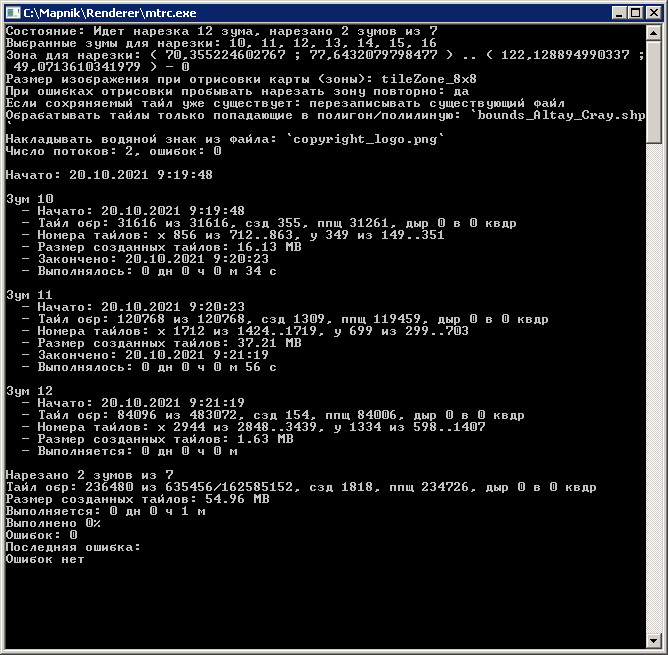 C:\Mapnik\Renderer\mtrc.exe
Состояние: Идет нарезка 12 зума, нарезано 2 зумов из 7
Выбранные зумы для нарезки: 10, 11, 12, 13, 14, 15, 16
Зона для нарезки: ( 70,355224602767 ; 77,6432079798477 ) .. ( 122,128894990337 ;
49,0713610341979 ) - 0
Размер изображения при отрисовки карты (зоны): tileZone_8x8
При ошибках отрисовки пробывать нарезать зону повторно: да
Если сохряняемый тайл уже существует: перезаписывать существующий файл
Обрабатывать тайлы только попадающие в полигон/полилинию: `bounds_Altay_Cray.shp
`
Накладывать водяной знак из файла: `copyright_logo.png`
Число потоков: 2, ошибок: 0
Начато: 20.10.2021 9:19:48
Зум 10
- Начато: 20.10.2021 9:19:48
- Тайл обр: 31616 из 31616, сзд 355, ппщ 31261, дыр 0 в 0 квдр
- Номера тайлов: x 856 из 712..863, y 349 из 149..351
- Размер созданных тайлов: 16.13 MB
- Закончено: 20.10.2021 9:20:23
- Выполнялось: 0 дн 0 ч 0 м 34 с
Зум 11
- Начато: 20.10.2021 9:20:23
- Тайл обр: 120768 из 120768, сзд 1309, ппщ 119459, дыр 0 в 0 квдр
- Номера тайлов: x 1712 из 1424..1719, y 699 из 299..703
- Размер созданных тайлов: 37.21 MB
- Закончено: 20.10.2021 9:21:19
- Выполнялось: 0 дн 0 ч 0 м 56 с
Зум 12
- Начато: 20.10.2021 9:21:19
- Тайл обр: 84096 из 483072, сзд 154, ппщ 84006, дыр 0 в 0 квдр
- Номера тайлов: x 2944 из 2848..3439, y 1334 из 598..1407
- Размер созданных тайлов: 1.63 MB
- Выполняется: 0 дн 0 ч 0 м
Нарезано 2 зумов из 7
Тайл обр: 236480 из 635456/162585152, сзд 1818, ппщ 234726, дыр 0 в 0 квдр
Размер созданных тайлов: 54.96 MB
Выполняется: 0 дн 0 ч 1 м
Выполнено 0%
Ошибок: 0
Последняя ошибка:
Ошибок нет